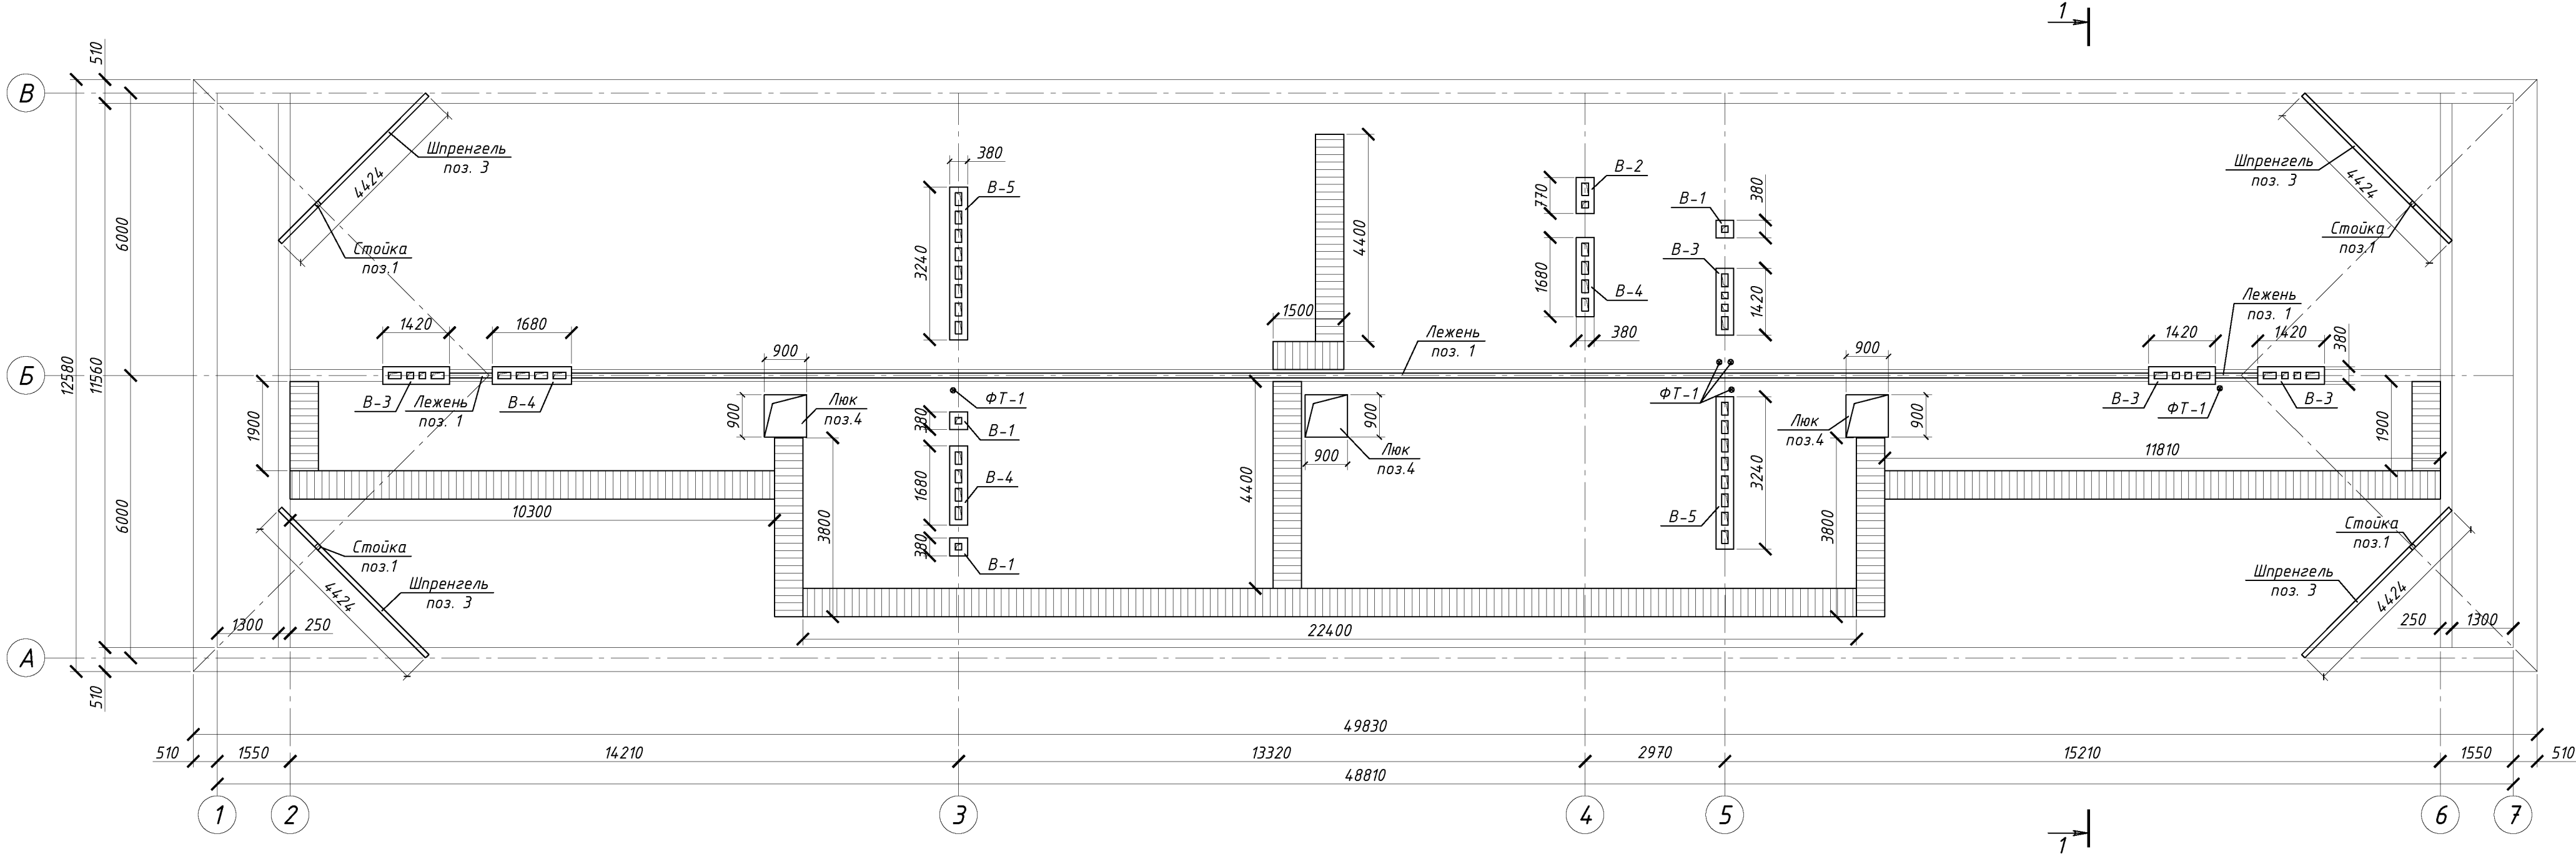 1
510
В
Шпренгель
поз. 3
4424
Стойка
поз.1
6000
380
В-5
3240
4400
1500
В-2
770
В-4
1680
380
В-1
380
В-3
1420
Шпренгель
поз. 3
4424
Стойка
поз.1
Лежень
поз. 1
12580
11560
Б
1420
1680
В-3
Лежень
поз. 1
В-4
900
900
Люк
поз.4
ФТ-1
380
В-1
1680
В-4
380
В-1
Лежень
поз. 1
900
900
Люк
поз.4
4400
ФТ-1
900
900
Люк
поз.4
3240
В-5
1420
1420
380
В-3
ФТ-1
В-3
1900
11810
1900
10300
3800
3800
6000
Стойка
поз.1
Шпренгель
поз. 3
4424
Стойка
поз.1
Шпренгель
поз. 3
4424
1300
250
22400
250
1300
А
510
49830
510
1550
14210
13320
2970
15210
1550
510
48810
1
2
3
4
5
6
7
1